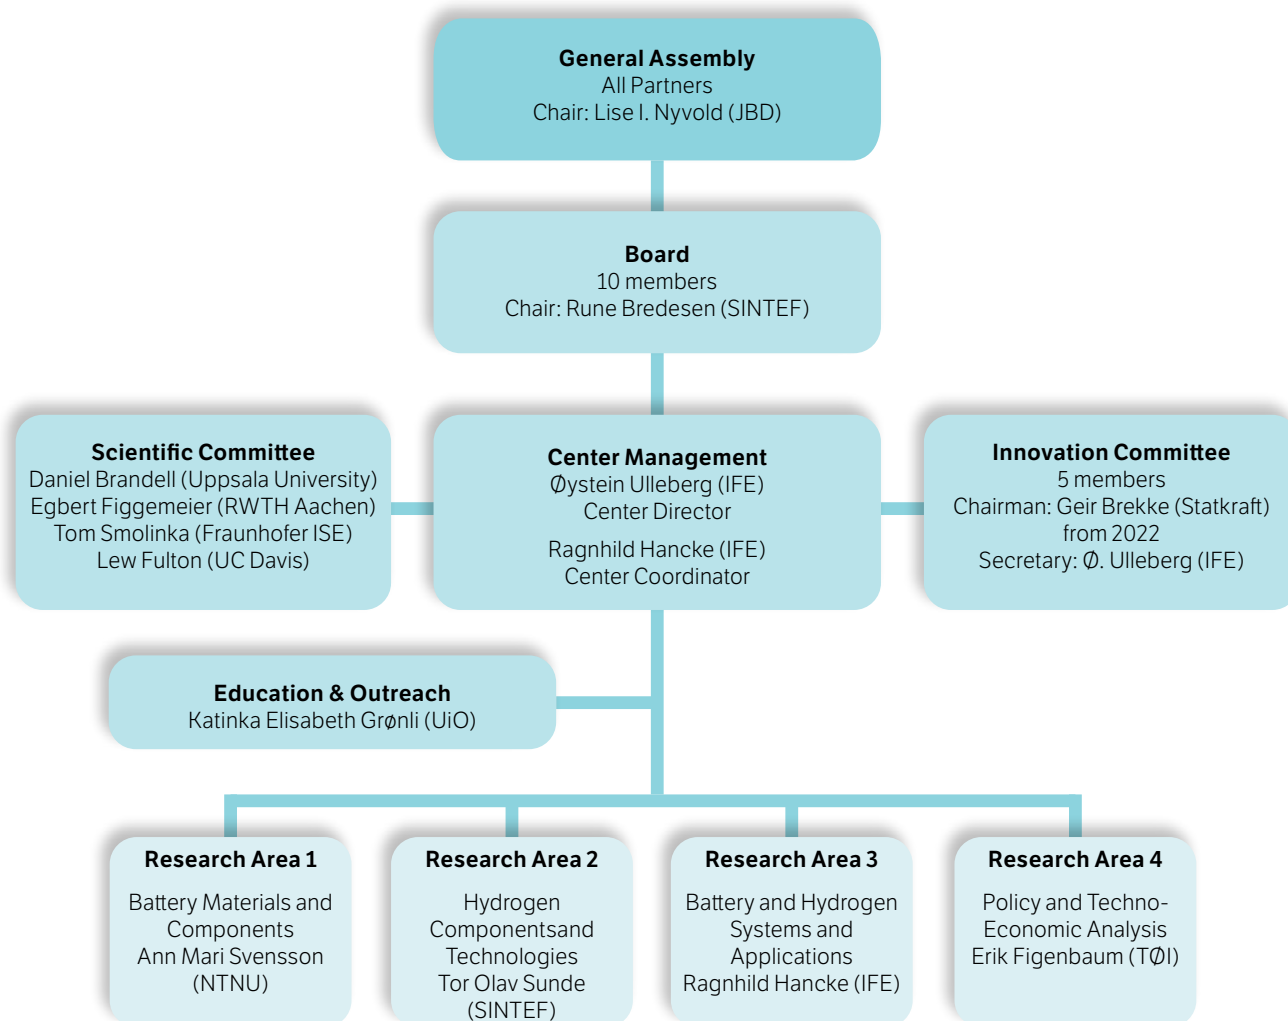 General Assembly
All Partners
Chair: Lise I. Nyvold (JBD)
Board
10 members
Chair: Rune Bredesen (SINTEF)
Scientific Committee
Daniel Brandell (Uppsala University)
Egbert Figgemeier (RWTH Aachen)
Tom Smolinka (Fraunhofer ISE)
Lew Fulton (UC Davis)
Center Management
Øystein Ulleberg (IFE)
Center Director
Ragnhild Hancke (IFE)
Center Coordinator
Innovation Committee
5 members
Chairman: Geir Brekke (Statkraft)
from 2022
Secretary: Ø. Ulleberg (IFE)
Education & Outreach
Katinka Elisabeth Grønli (UiO)
Research Area 1
Battery Materials and
Components
Ann Mari Svensson
(NTNU)
Research Area 2
Hydrogen
Componentsand
Technologies
Tor Olav Sunde
(SINTEF)
Research Area 3
Battery and Hydrogen
Systems and
Applications
Ragnhild Hancke (IFE)
Research Area 4
Policy and Techno-
Economic Analysis
Erik Figenbaum (TØI)